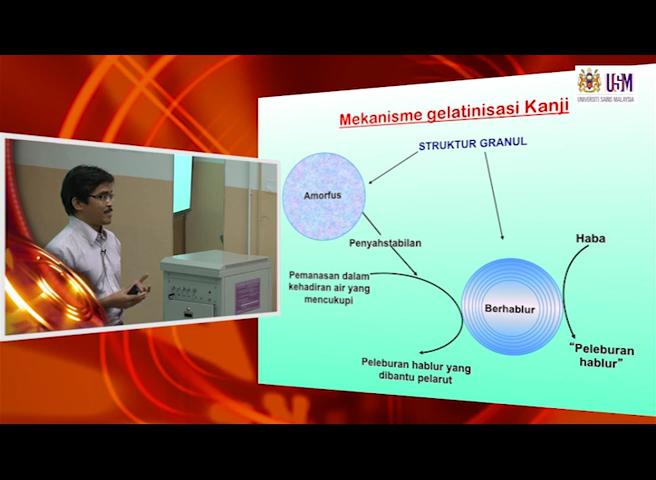 USM
UNIVERSITI SAINS MALAYSIA
Mekanisme gelatinisasi Kanji
STRUKTUR GRANUL
Amorfus
Penyahstabilan
Haba
Pemanasan dalam
kehadiran air yang
mencukupi
Berhablur
"Peleburan
hablur"
Peleburan hablur yang
dibantu pelarut